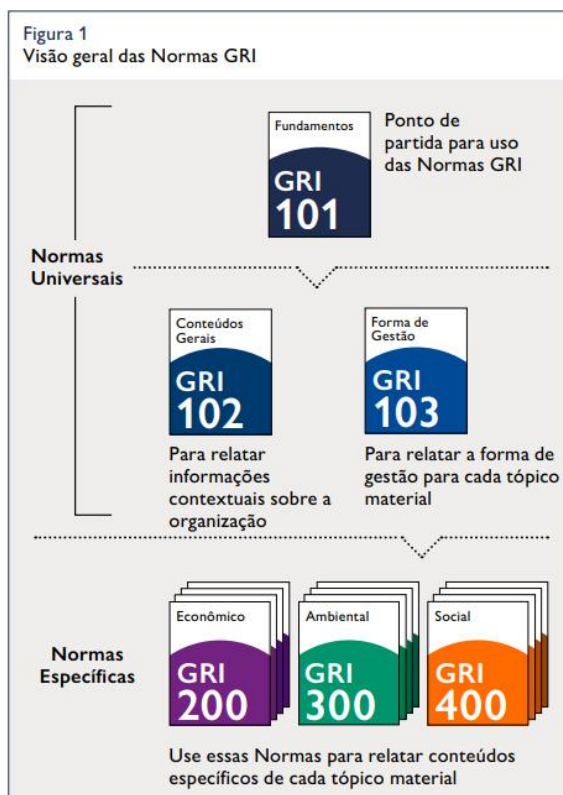 Figura 1
Visão geral das Normas GRI
Fundamentos
GRI
101
Ponto de
partida para uso
das Normas GRI
Normas
Universais
Conteúdos
Gerais
GRI
102
Forma de
Gestão
GRI
103
Para relatar
informações
contextuais sobre a
organização
Para relatar a forma de
gestão para cada tópico
material
Normas
Específicas
Econômico
GRI
200
Ambiental
GRI
300
Social
GRI
400
Use essas Normas para relatar conteúdos
específicos de cada tópico material